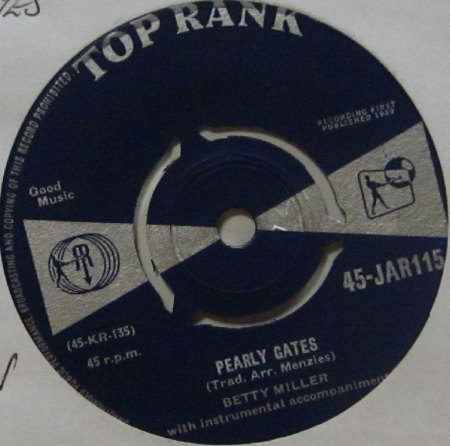 TOP RANK
RECORDING FIRST
PUBLISHED 1959
Good
Music
45-JAR115
(45-KR-135)
45 r.p.m.
PEARLY GATES
(Trad. Arr. Menzies)
BETTY MILLER
with instrumental accompaniment
PERFORMANCE, BROADCASTING AND COPYING OF THIS RECORD PROHIBITED